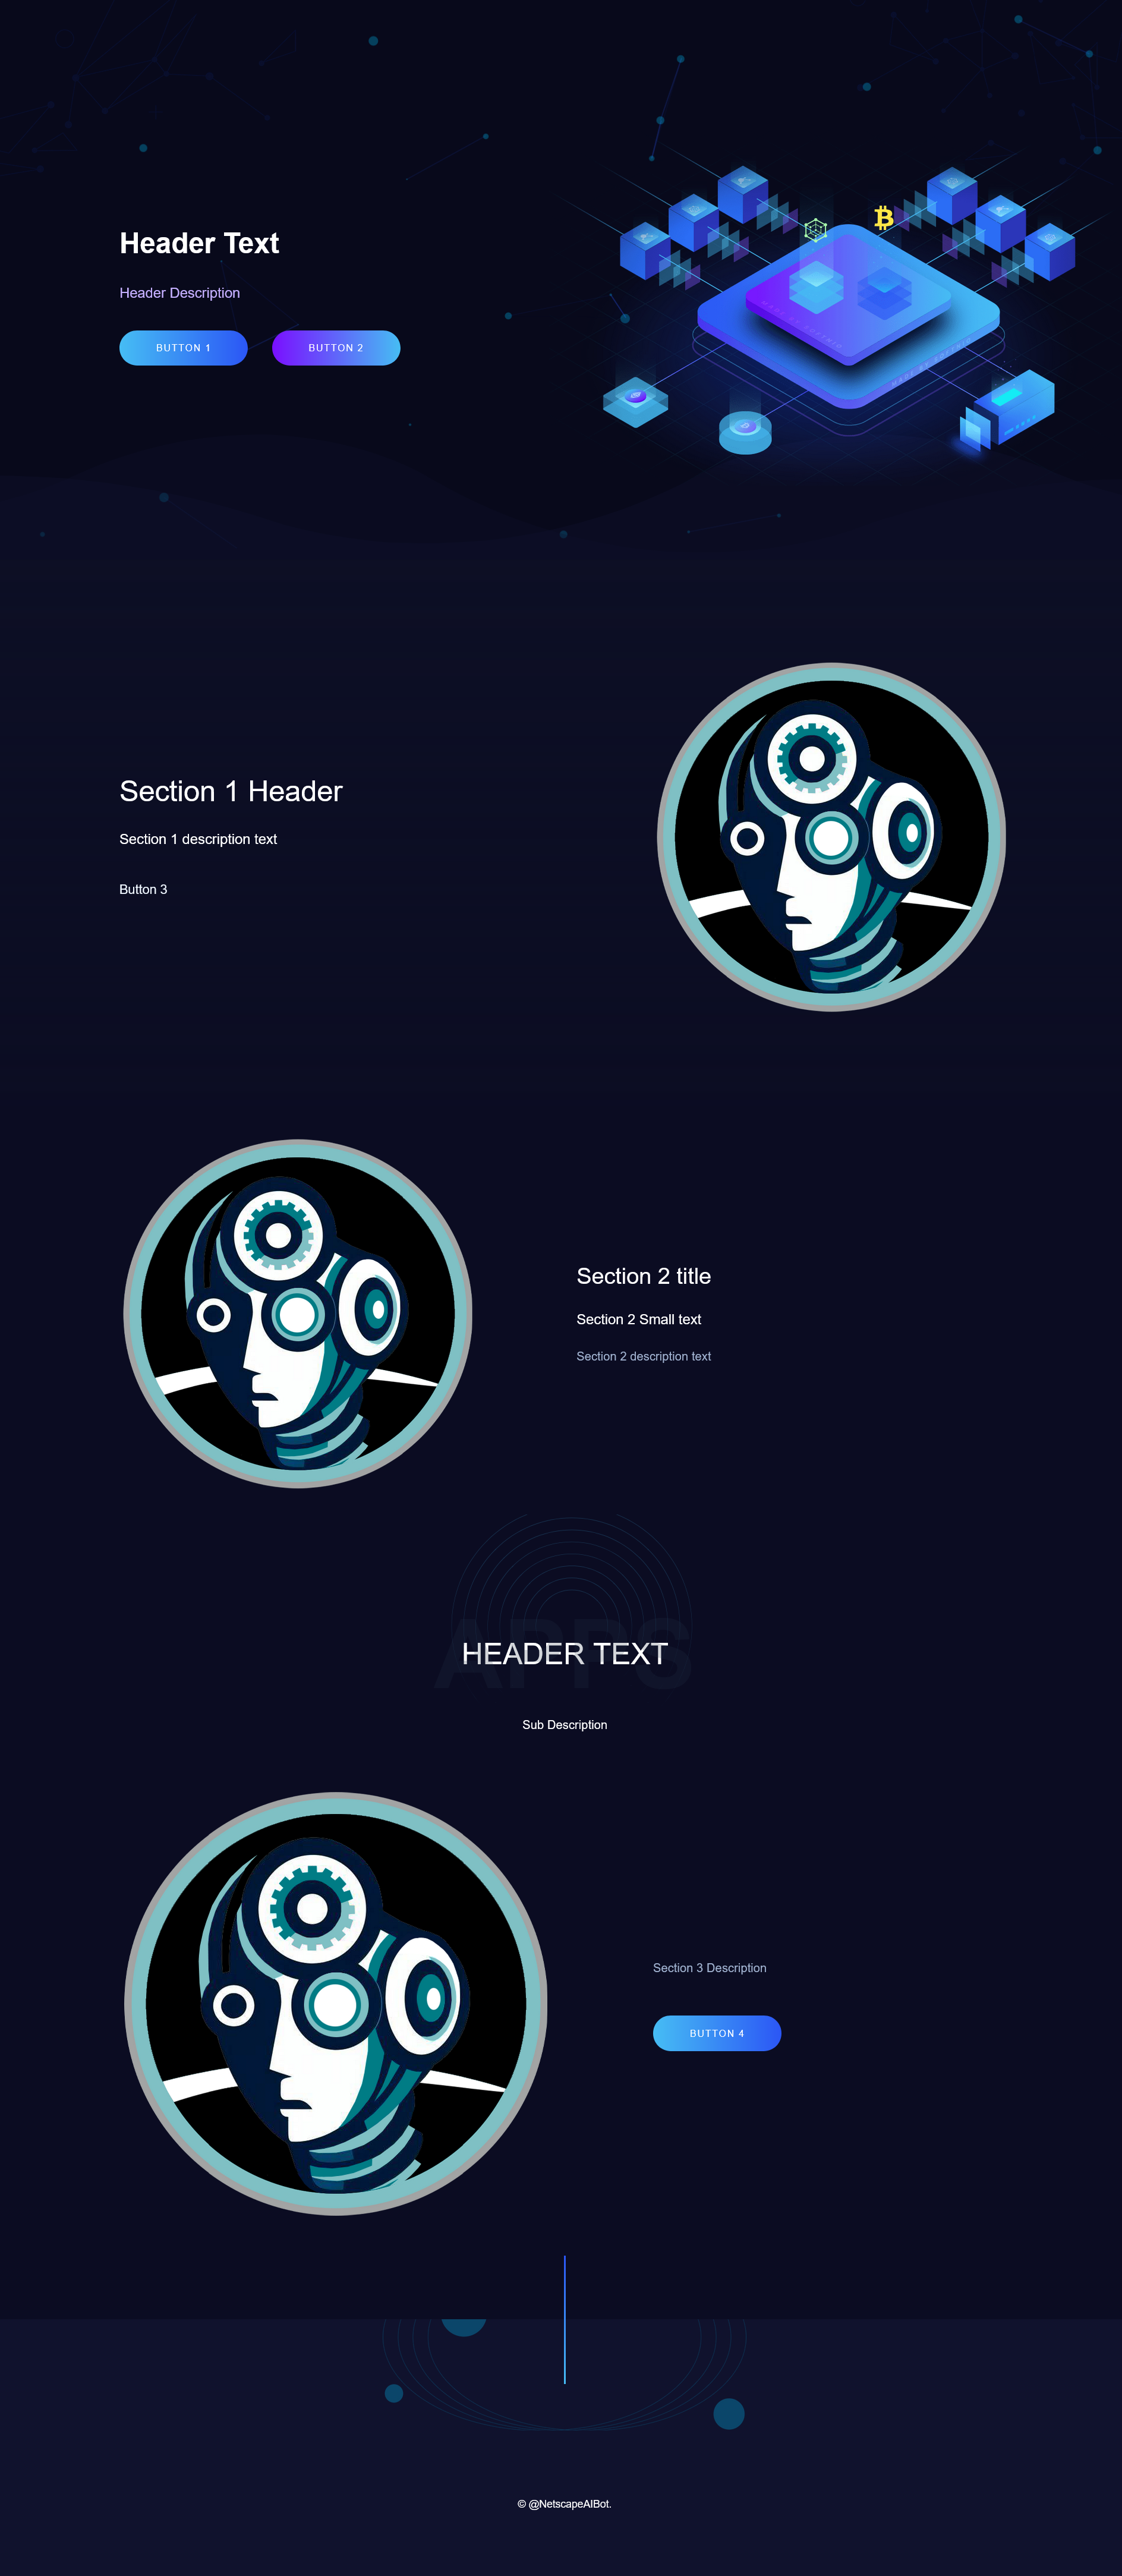 Header Text
Header Description
BUTTON 1
BUTTON 2
Section 1 Header
Section 1 description text
Button 3
Section 2 title
Section 2 Small text
Section 2 description text
APPS
HEADER TEXT
Sub Description
Section 3 Description
BUTTON 4
© @NetscapeAIBot.